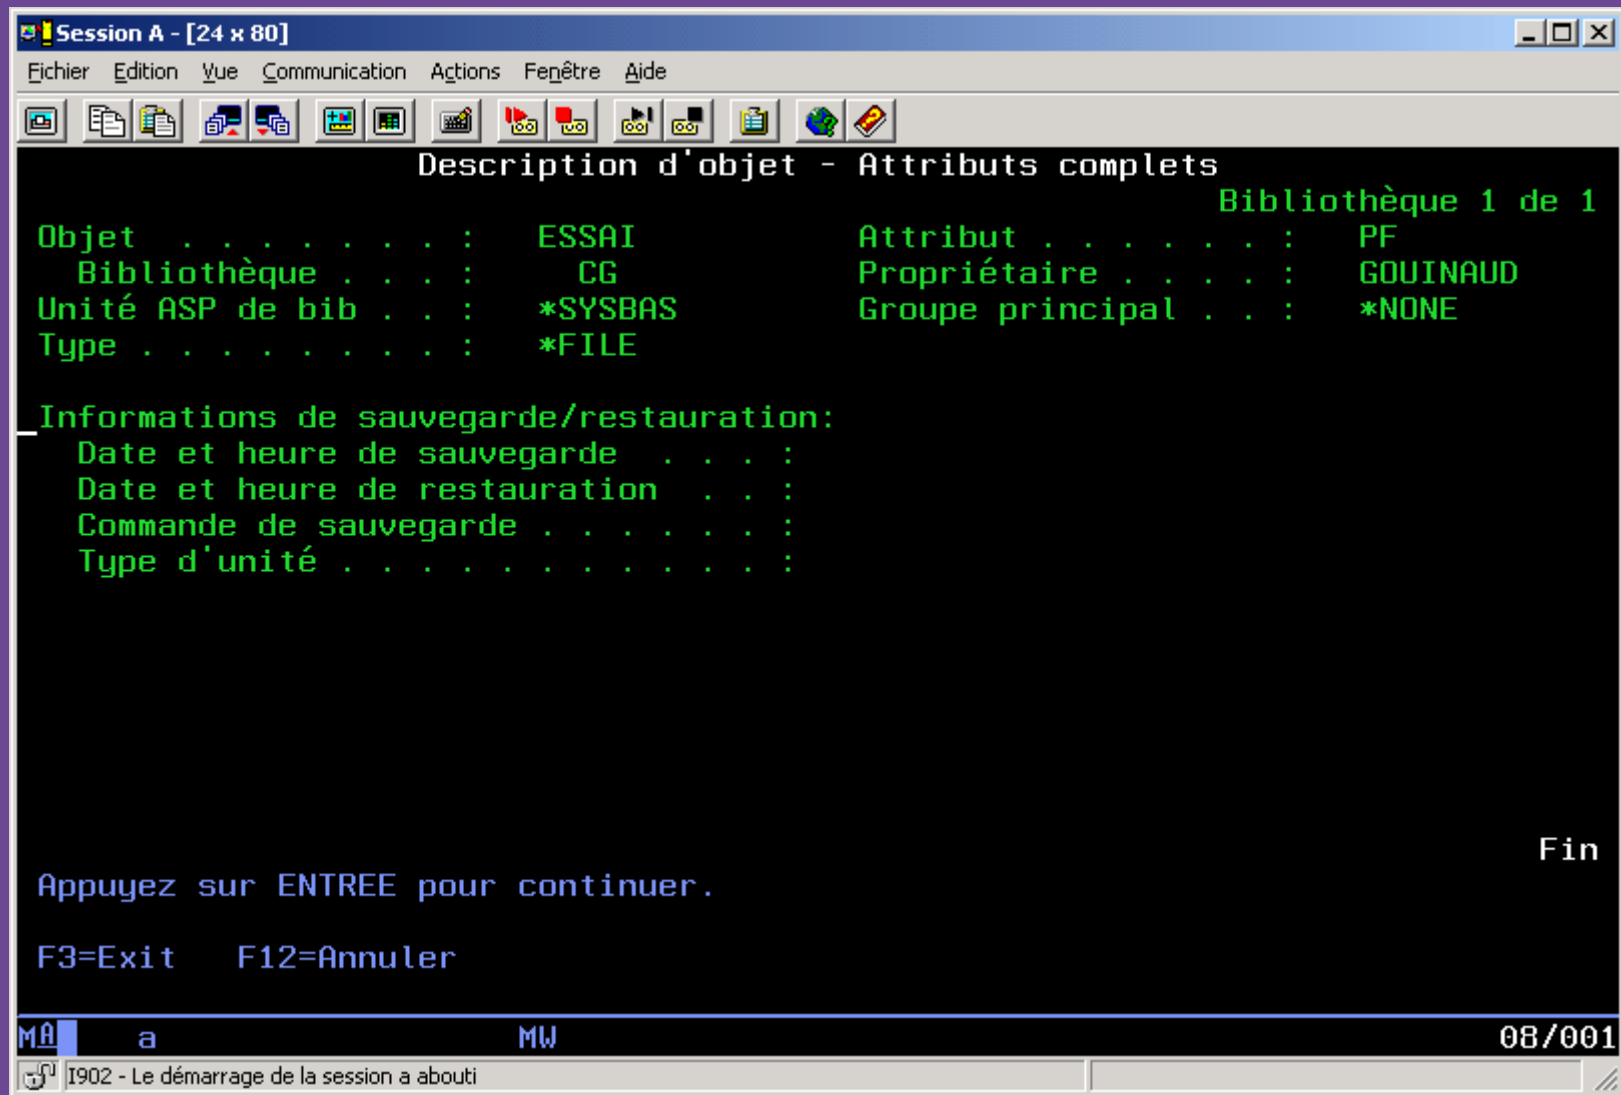 Session A - [24 x 80]
Fichier Edition Vue Communication Actions Fenêtre Aide
Description d'objet - Attributs complets
Bibliothèque 1 de 1
Objet . . . . . . . : ESSAI Attribut . . . . . . : PF
Bibliothèque . . . : CG Propriétaire . . . . : GOUINAUD
Unité ASP de bib . . : *SYSBAS Groupe principal . . : *NONE
Type . . . . . . . . : *FILE
Informations de sauvegarde/restauration:
Date et heure de sauvegarde . . . :
Date et heure de restauration . . :
Commande de sauvegarde . . . . . . :
Type d'unité . . . . . . . . . . . :
Fin
Appuyez sur ENTREE pour continuer.
F3=Exit F12=Annuler
MA a MW 08/001
I902 - Le démarrage de la session a abouti